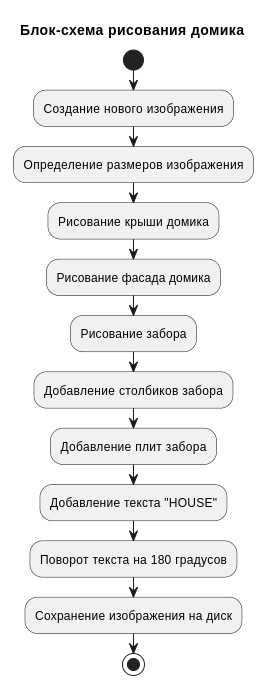 Блок-схема рисования домика
Создание нового изображения
Определение размеров изображения
Рисование крыши домика
Рисование фасада домика
Рисование забора
Добавление столбиков забора
Добавление плит забора
Добавление текста "HOUSE"
Поворот текста на 180 градусов
Сохранение изображения на диск